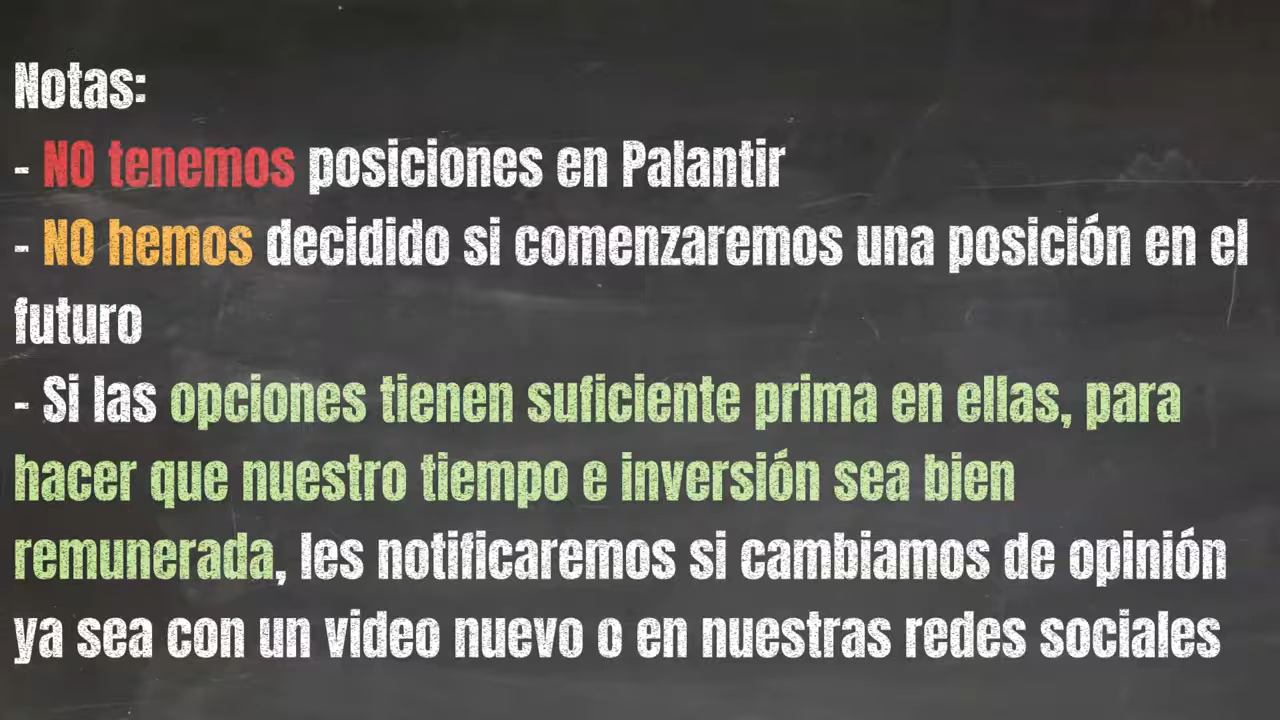 Notas:
- NO tenemos posiciones en Palantir
- NO hemos decidido si comenzaremos una posición en el
futuro
- Si las opciones tienen suficiente prima en ellas, para
hacer que nuestro tiempo e inversión sea bien
remunerada, les notificaremos si cambiamos de opinión
ya sea con un video nuevo o en nuestras redes sociales